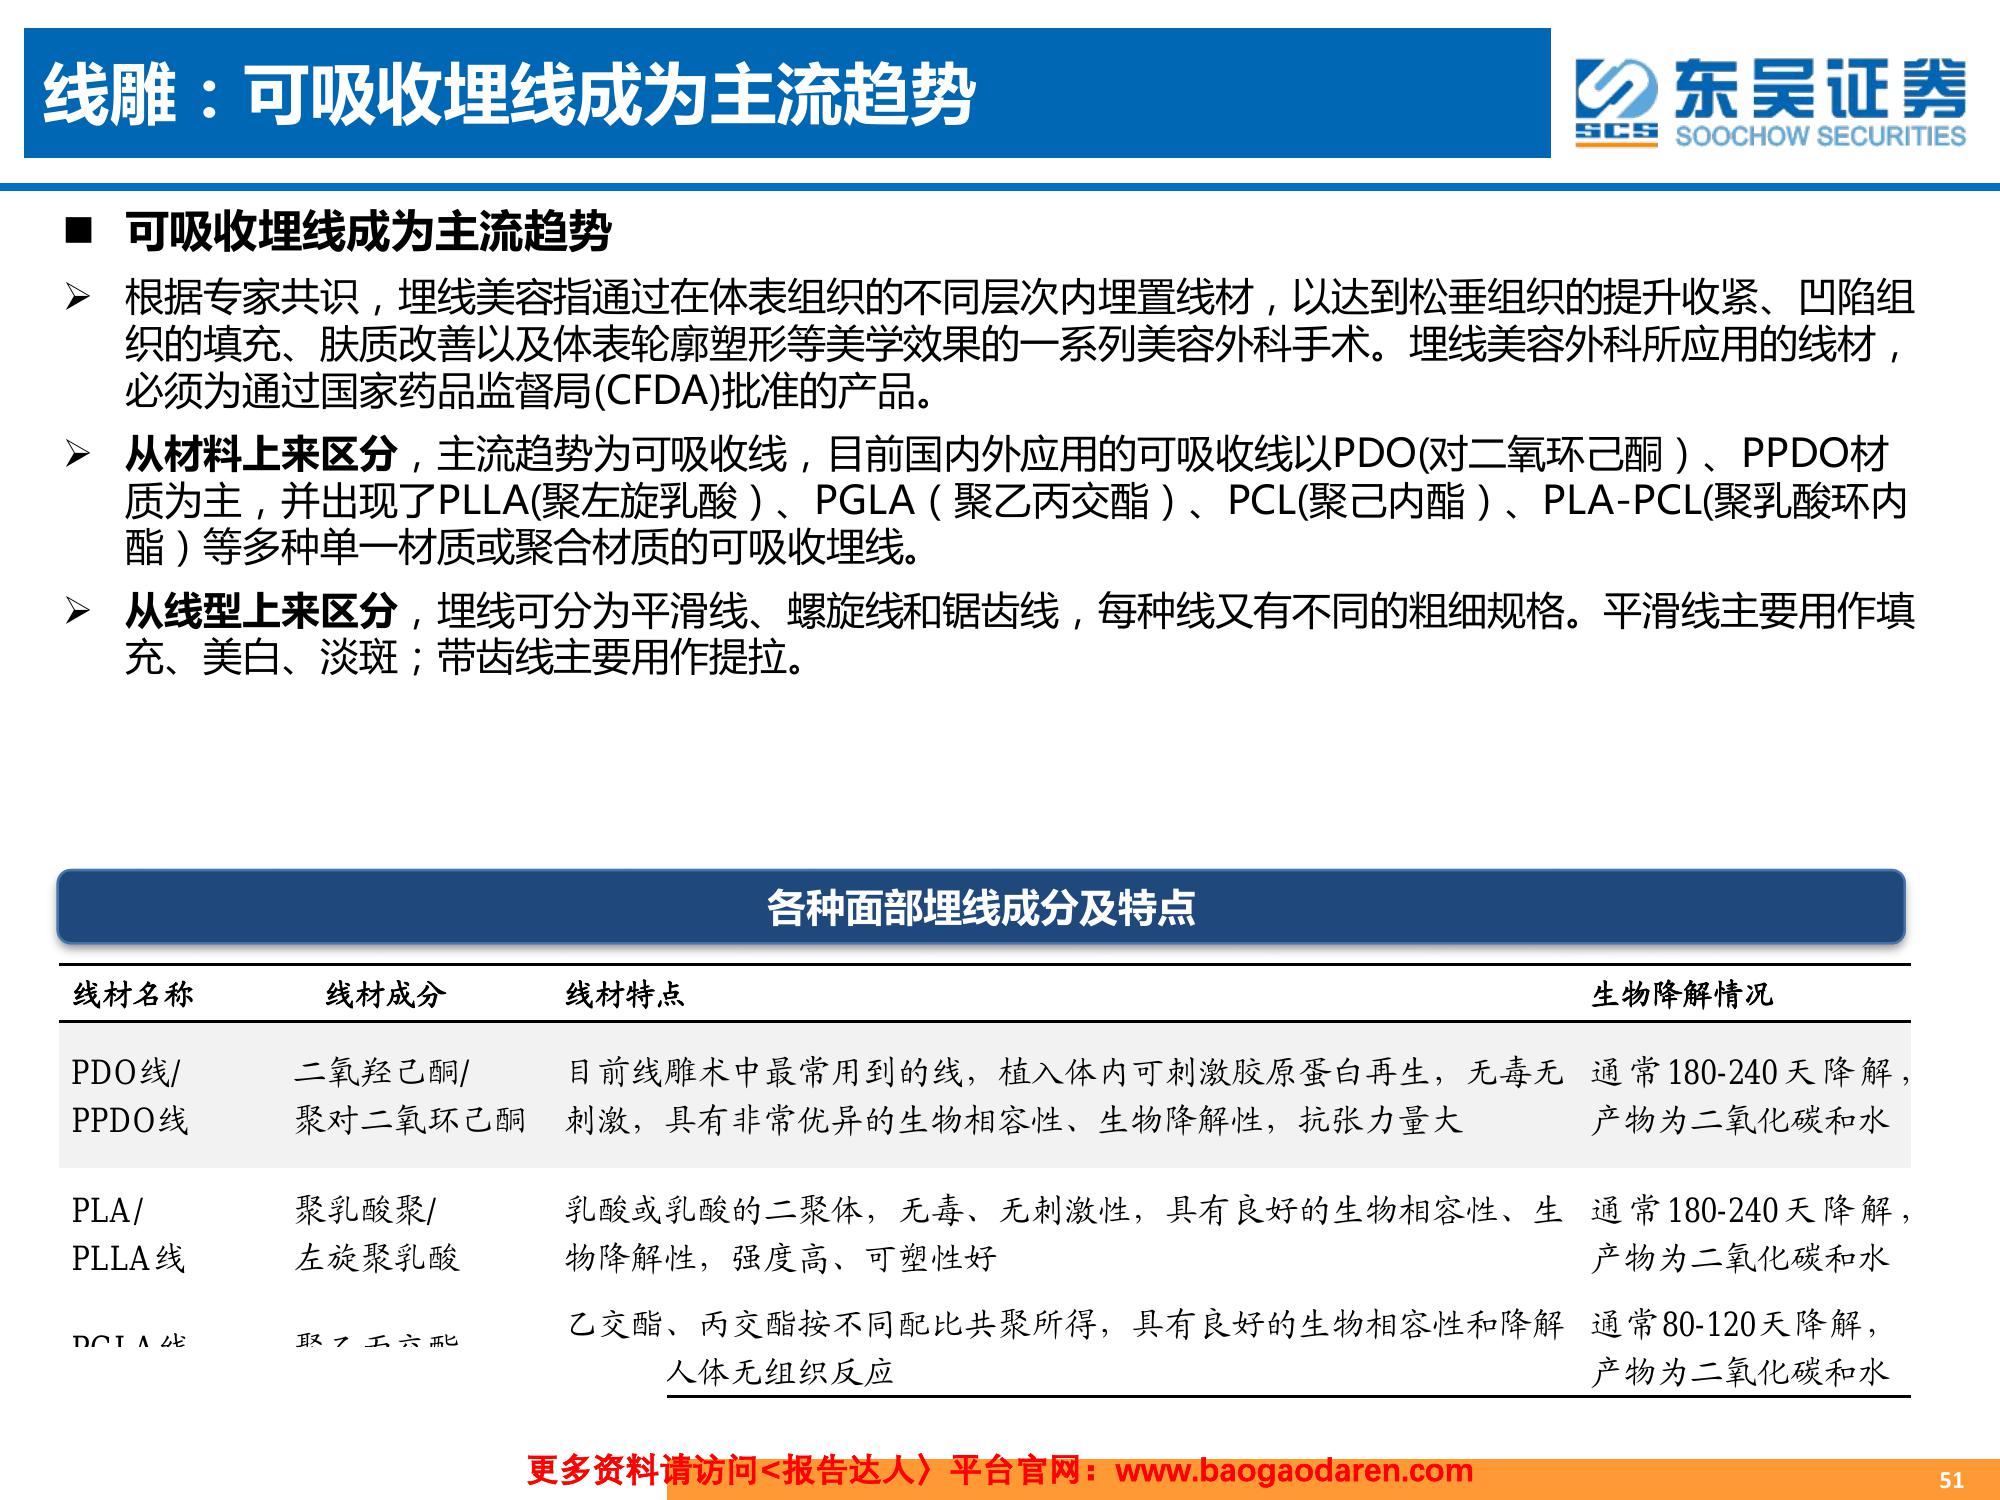 线雕：可吸收埋线成为主流趋势
东吴证券
SCS SOOCHOW SECURITIES
■ 可吸收埋线成为主流趋势
➢ 根据专家共识，埋线美容指通过在体表组织的不同层次内埋置线材，以达到松垂组织的提升收紧、凹陷组
织的填充、肤质改善以及体表轮廓塑形等美学效果的一系列美容外科手术。埋线美容外科所应用的线材，
必须为通过国家药品监督局(CFDA)批准的产品。
➢ 从材料上来区分，主流趋势为可吸收线，目前国内外应用的可吸收线以PDO(对二氧环己酮）、PPDO材
质为主，并出现了PLLA(聚左旋乳酸）、PGLA（聚乙丙交酯）、PCL(聚己内酯）、PLA-PCL(聚乳酸环内
酯）等多种单一材质或聚合材质的可吸收埋线。
➢ 从线型上来区分，埋线可分为平滑线、螺旋线和锯齿线，每种线又有不同的粗细规格。平滑线主要用作填
充、美白、淡斑；带齿线主要用作提拉。
各种面部埋线成分及特点
线材名称 线材成分 线材特点 生物降解情况
PDO线/ 二氧羟己酮/ 目前线雕术中最常用到的线，植入体内可刺激胶原蛋白再生，无毒无 通常180-240天降解，
PPDO线 聚对二氧环己酮 刺激，具有非常优异的生物相容性、生物降解性，抗张力量大 产物为二氧化碳和水
PLA/ 聚乳酸聚/ 乳酸或乳酸的二聚体，无毒、无刺激性，具有良好的生物相容性、生 通常180-240天降解，
PLLA线 左旋聚乳酸 物降解性，强度高、可塑性好 产物为二氧化碳和水
PGLA线 聚乙丙交酯 乙交酯、丙交酯按不同配比共聚所得，具有良好的生物相容性和降解 通常80-120天降解，
人体无组织反应 产物为二氧化碳和水
更多资料请访问<报告达人〉平台官网：www.baogaodaren.com
51